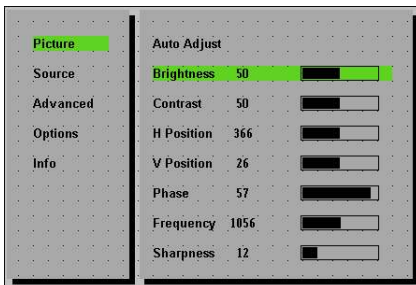 Picture
Source
Advanced
Options
Info
Auto Adjust
Brightness 50
Contrast 50
H Position 366
V Position 26
Phase 57
Frequency 1056
Sharpness 12